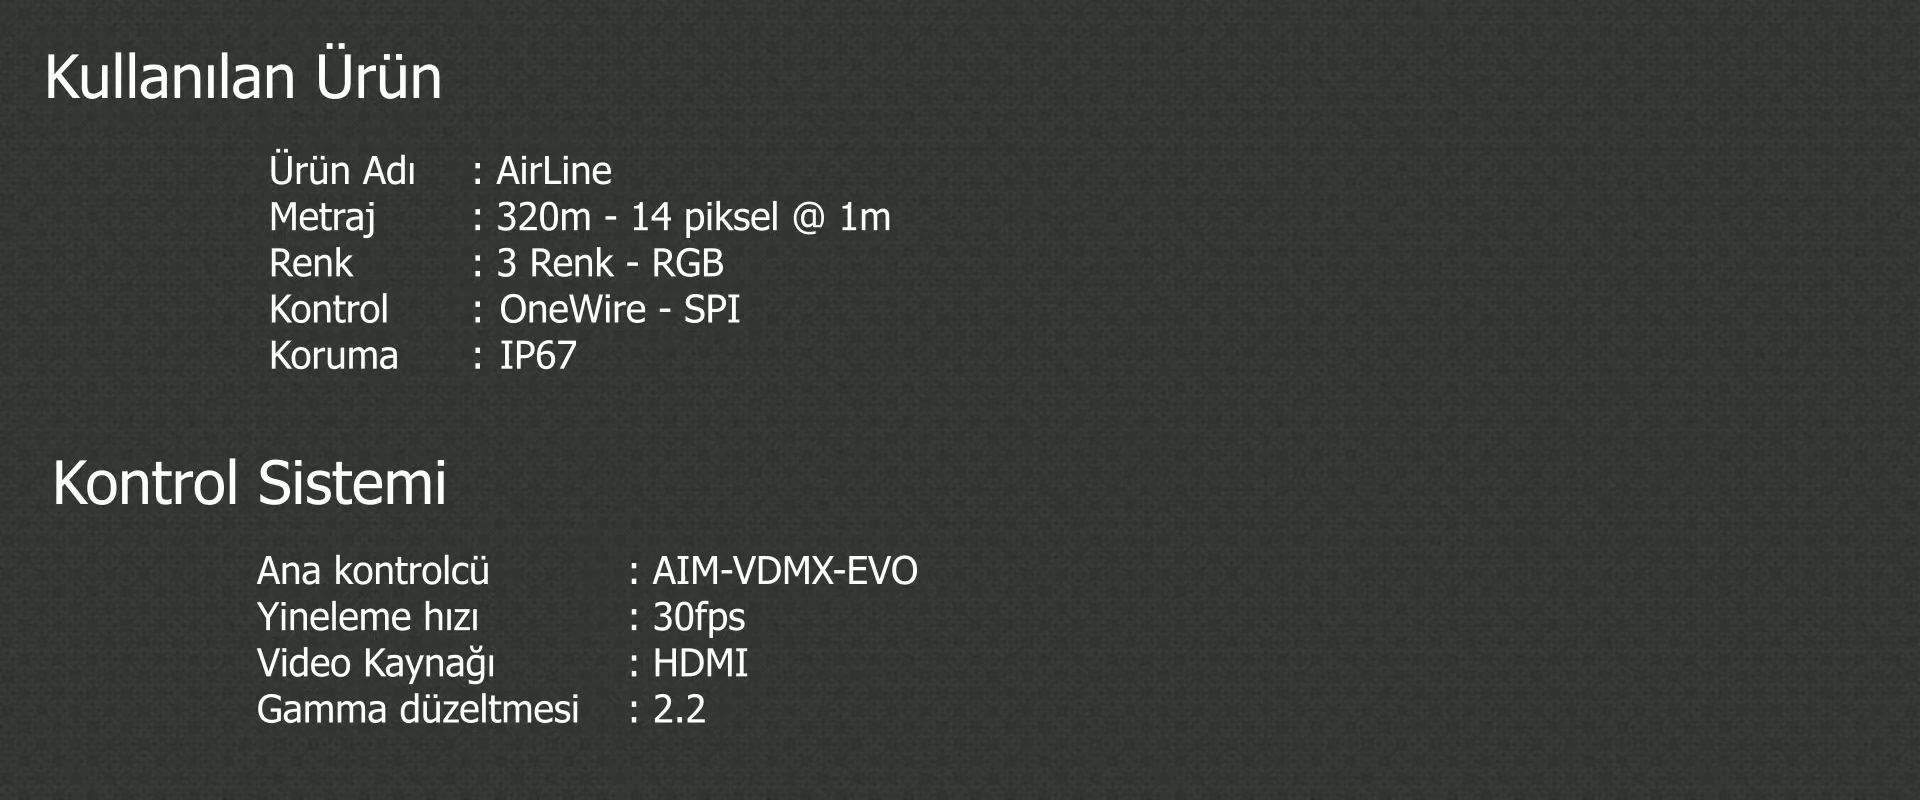 Kullanılan Ürün
Ürün Adı : AirLine
Metraj : 320m - 14 piksel @ 1m
Renk : 3 Renk - RGB
Kontrol : OneWire - SPI
Koruma : IP67
Kontrol Sistemi
Ana kontrolcü : AIM-VDMX-EVO
Yineleme hızı : 30fps
Video Kaynağı : HDMI
Gamma düzeltmesi : 2.2